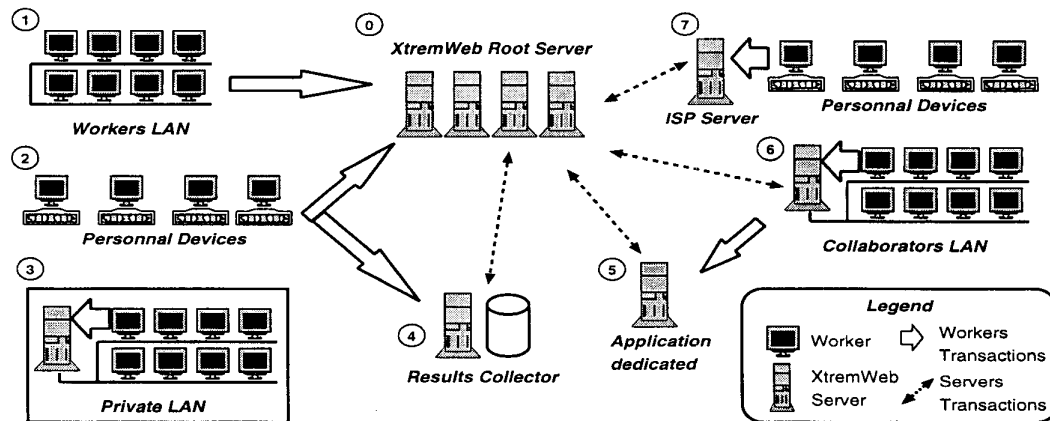 1
Workers LAN
2
Personnal Devices
3
Private LAN
0
XtremWeb Root Server
4
Results Collector
5
Application
dedicated
7
ISP Server
Personnal Devices
6
Collaborators LAN
Legend
Worker
Workers
Transactions
XtremWeb
Server
Servers
Transactions